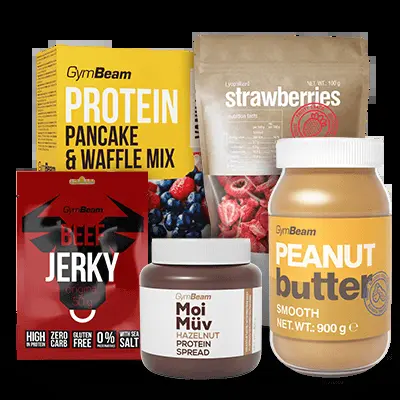 GymBeam
PROTEIN
PANCAKE
& WAFFLE MIX
NET WT. 100 g
strawberries
GymBeam
BEEF
JERKY
HIGH
IN PROTEIN
ZERO
CARB
GLUTEN
FREE
0%
WITH SEA
SALT
GymBeam
Moi
Müv
HAZELNUT
PROTEIN
SPREAD
GymBeam
PEANUT
butter
SMOOTH
NET. WT.: 900 g e